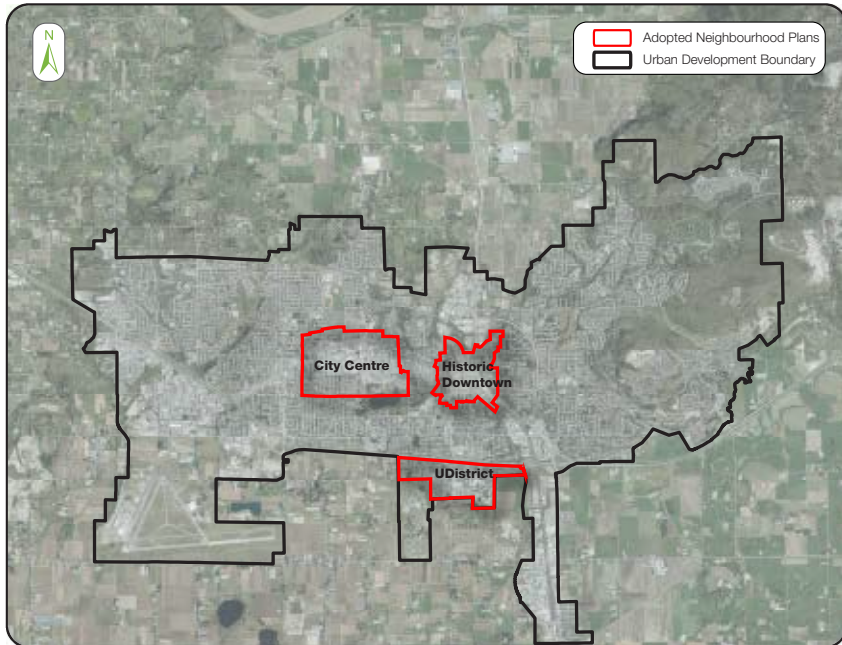 N
Adopted Neighbourhood Plans
Urban Development Boundary
City Centre
Historic
Downtown
UDistrict